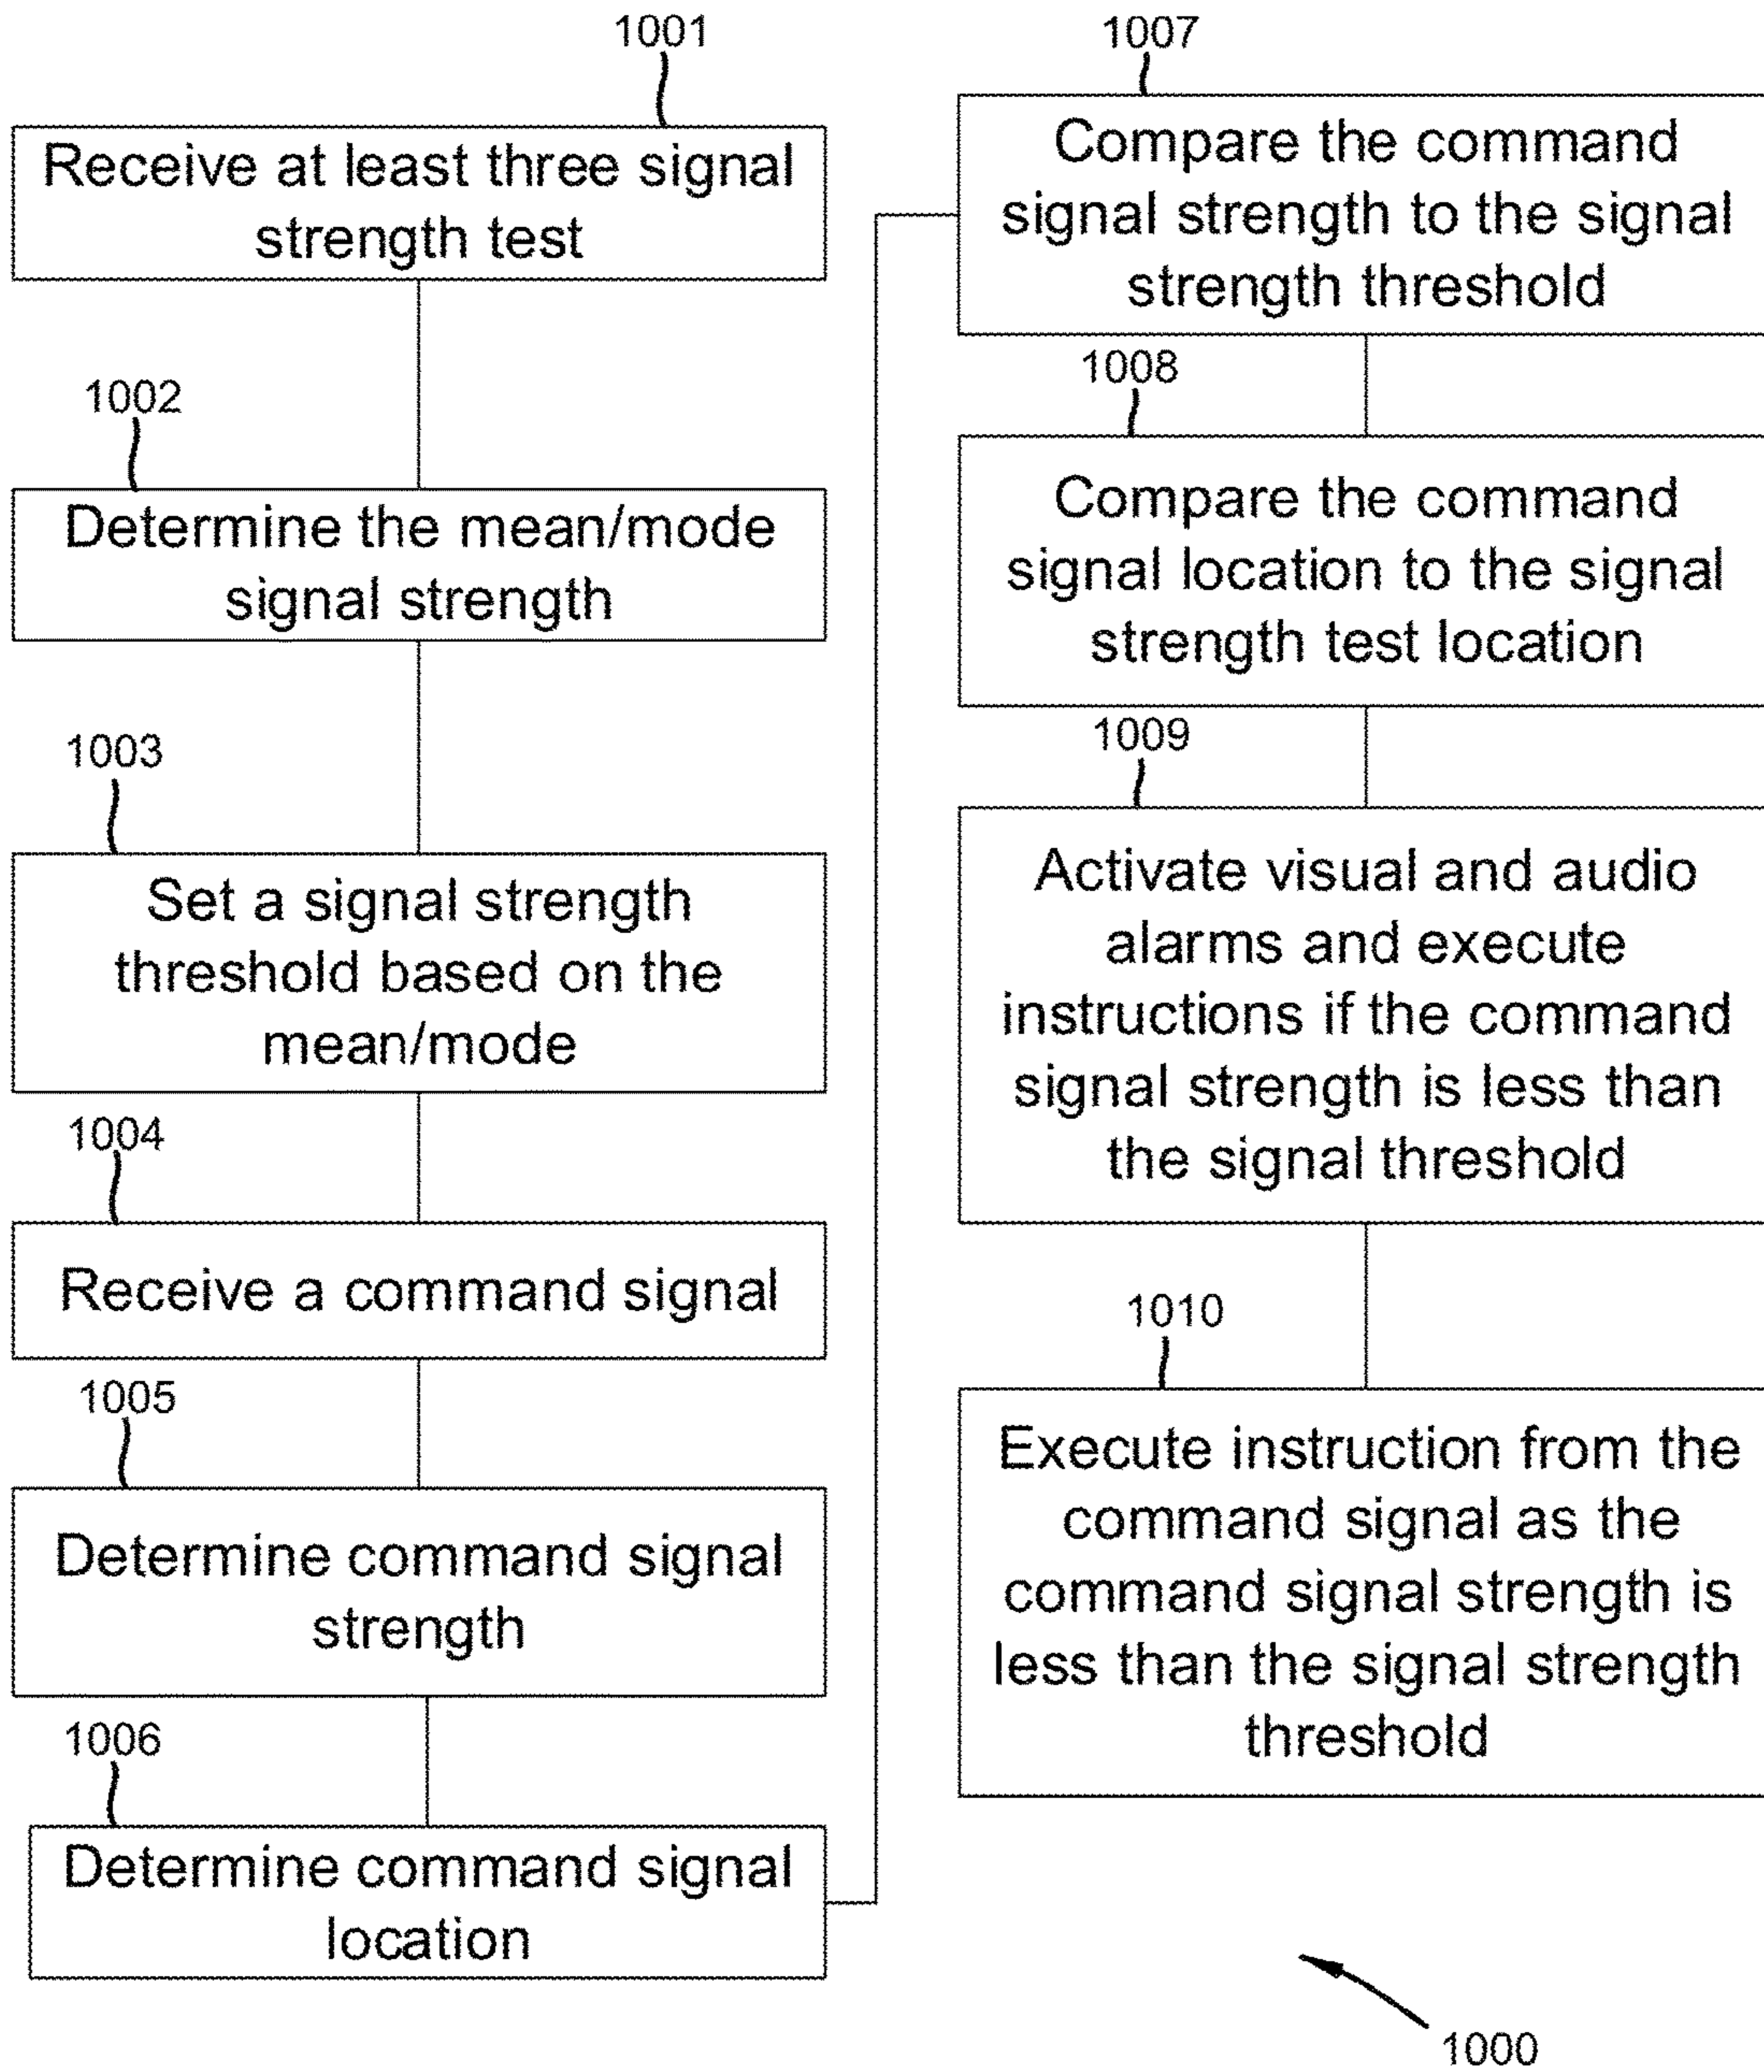 1001
Receive at least three signal
strength test
1002
Determine the mean/mode
signal strength
1003
Set a signal strength
threshold based on the
mean/mode
1004
Receive a command signal
1005
Determine command signal
strength
1006
Determine command signal
location
1007
Compare the command
signal strength to the signal
strength threshold
1008
Compare the command
signal location to the signal
strength test location
1009
Activate visual and audio
alarms and execute
instructions if the command
signal strength is less than
the signal threshold
1010
Execute instruction from the
command signal as the
command signal strength is
less than the signal strength
threshold
1000